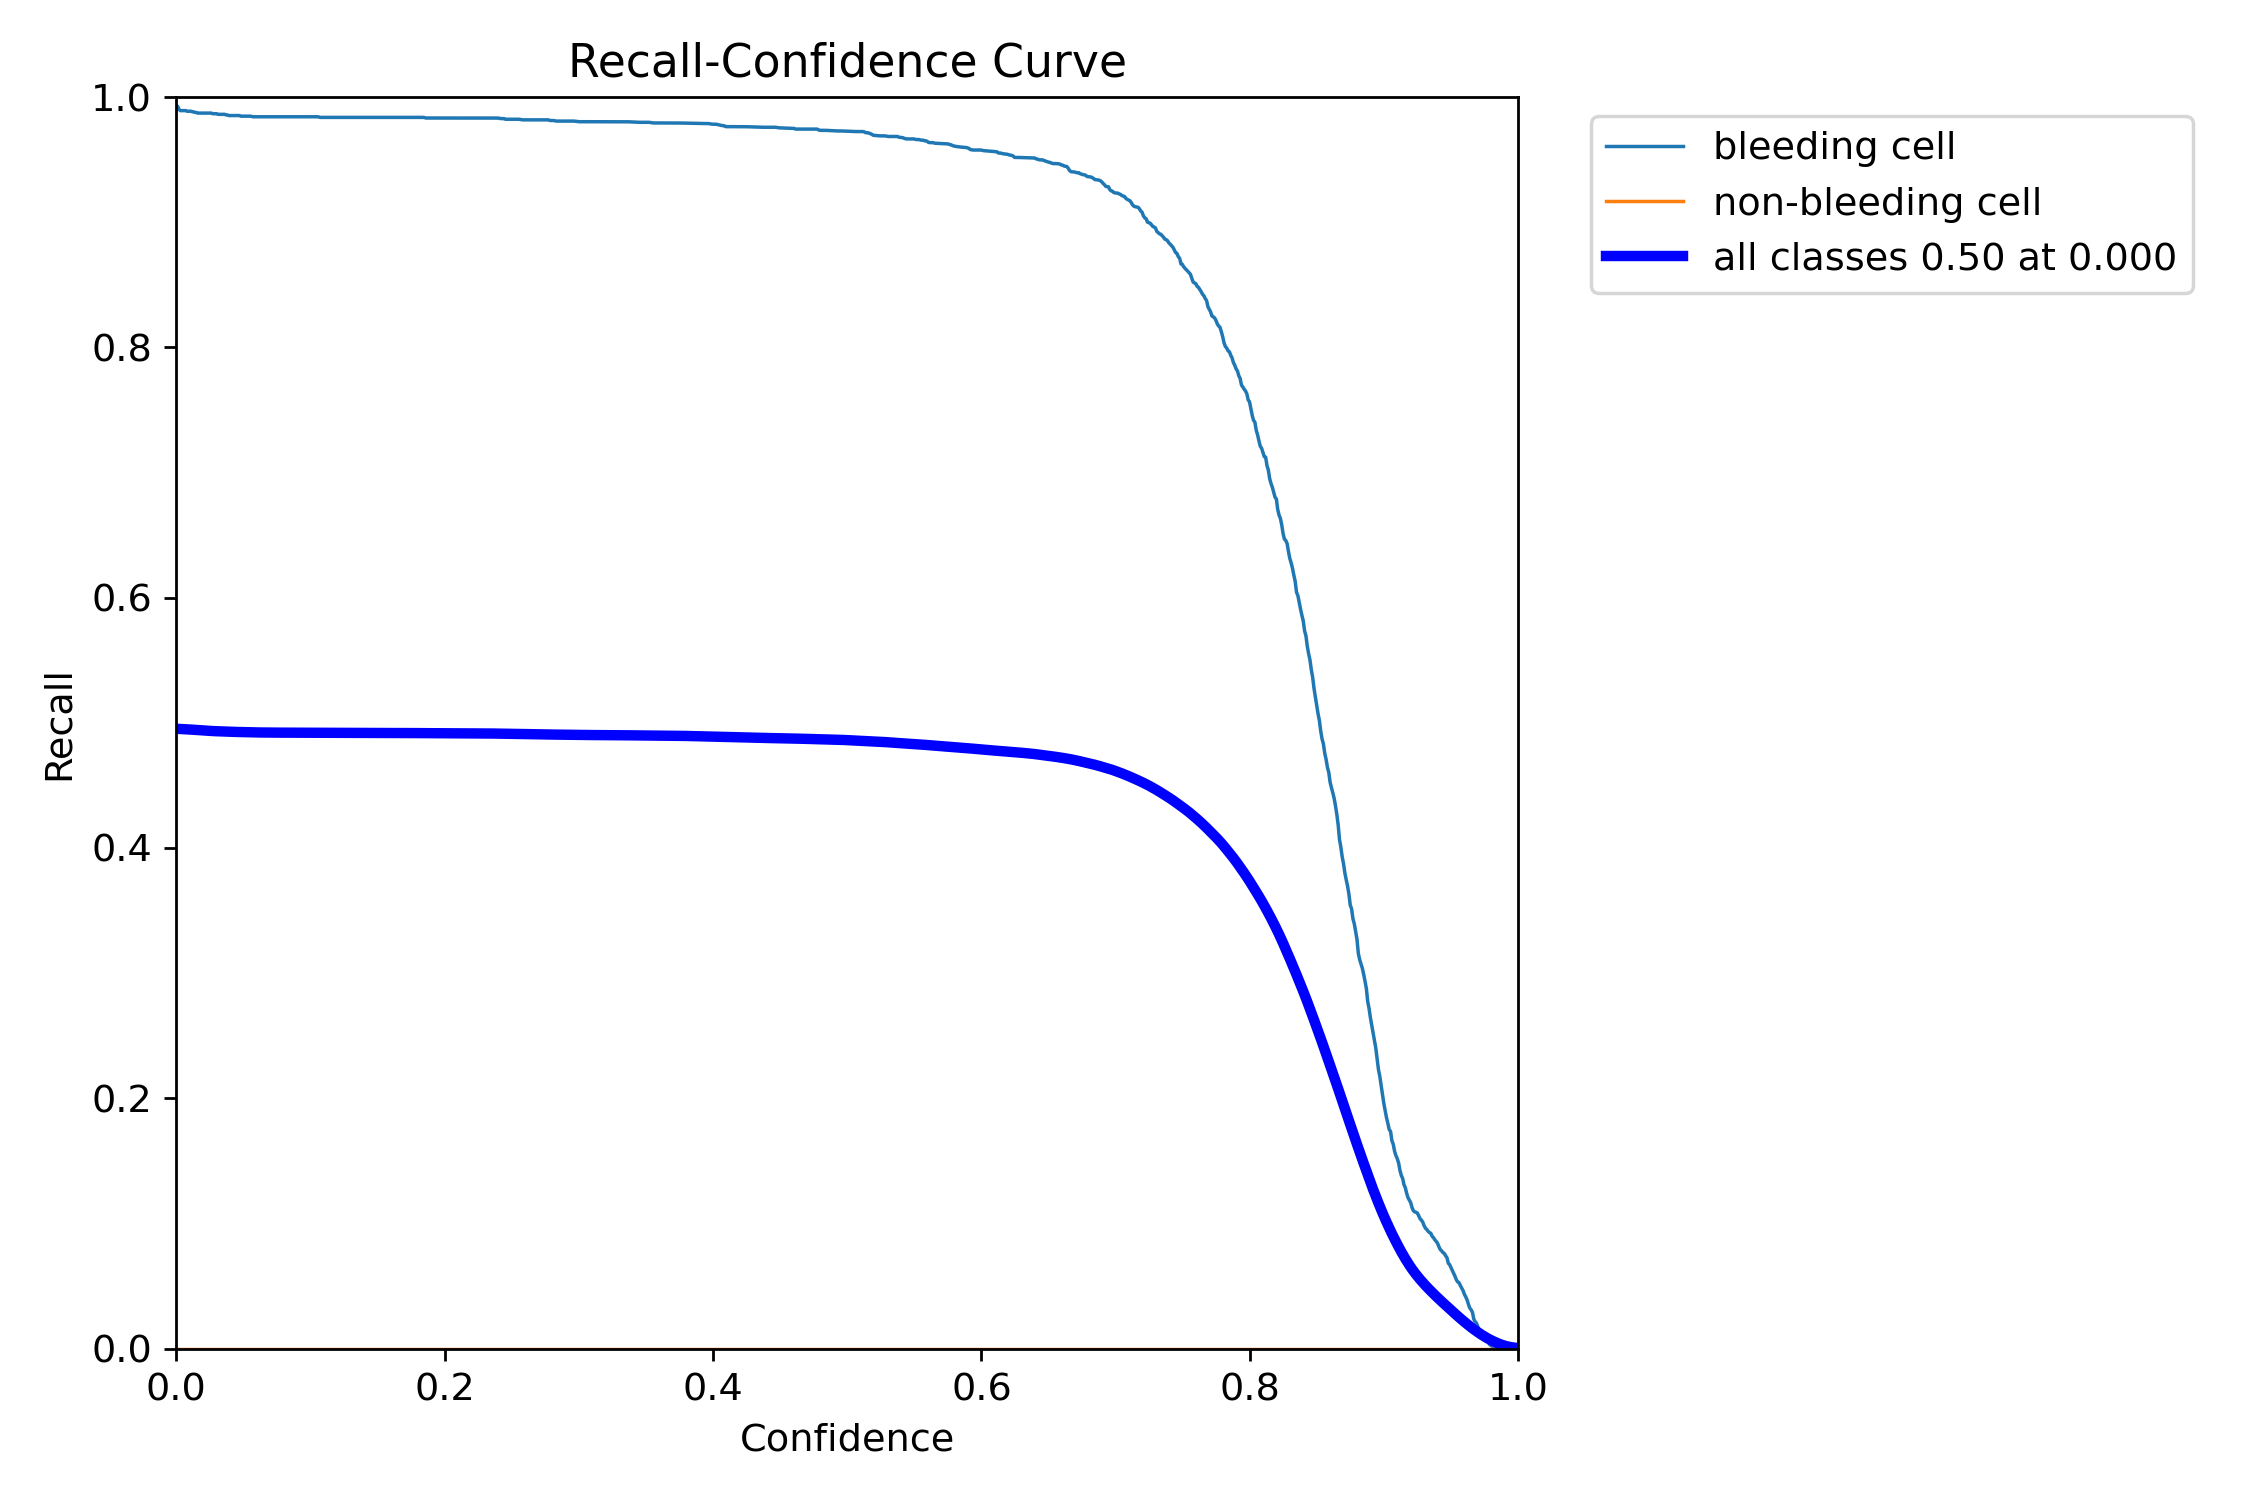 Recall-Confidence Curve
1.0
0.8
0.6
0.4
0.2
0.0
Recall
0.0 0.2 0.4 0.6 0.8 1.0
Confidence
bleeding cell
non-bleeding cell
all classes 0.50 at 0.000